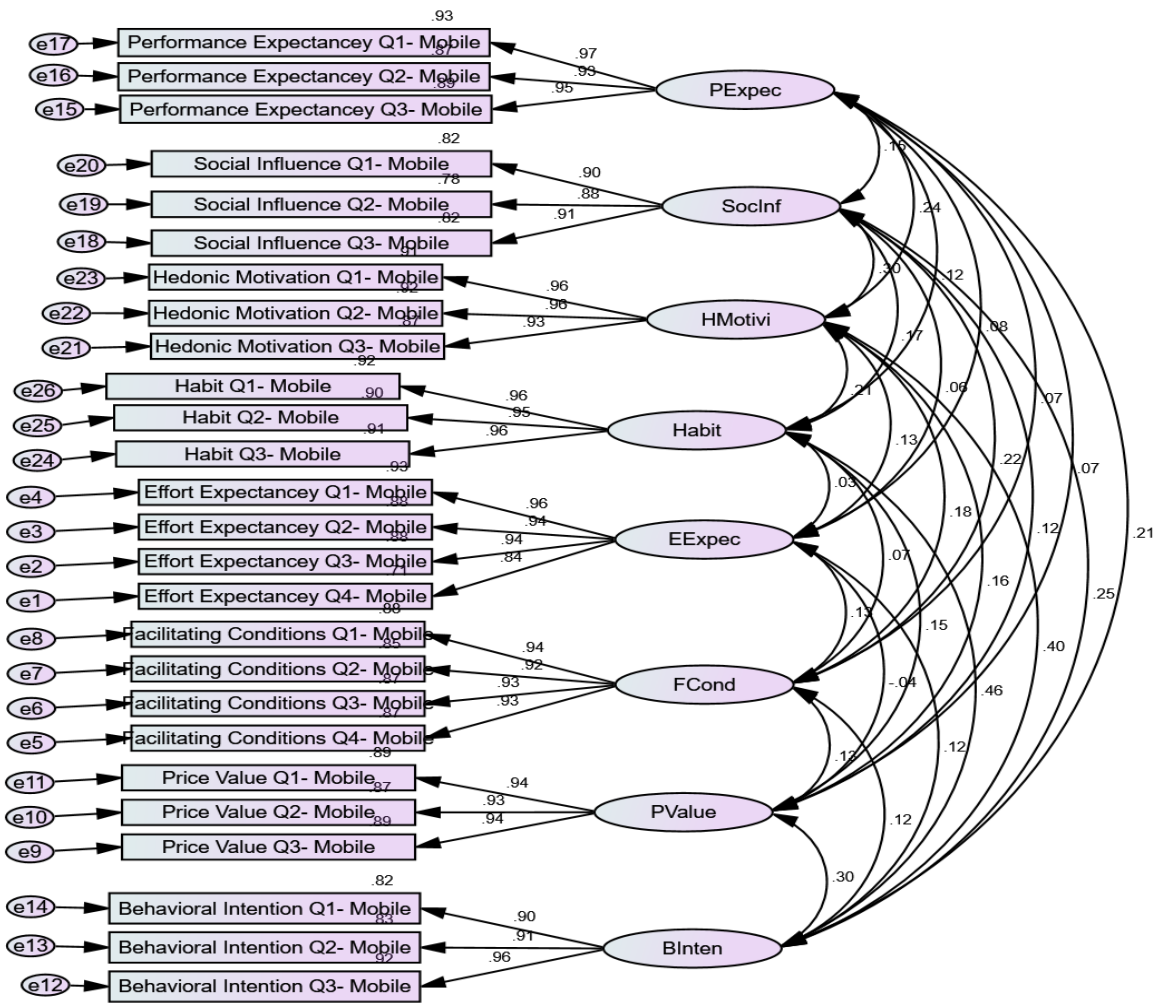 .93
e17 Performance Expectancey Q1- Mobile .97
.87
e16 Performance Expectancey Q2- Mobile .93
.89
e15 Performance Expectancey Q3- Mobile .95
PExpec
.82
e20 Social Influence Q1- Mobile .90
.78
e19 Social Influence Q2- Mobile .88
.82
e18 Social Influence Q3- Mobile .91
SocInf
.15
.91
e23 Hedonic Motivation Q1- Mobile .96
.92
e22 Hedonic Motivation Q2- Mobile .96
.87
e21 Hedonic Motivation Q3- Mobile .93
HMotivi
.24
.30
.12
.17
.08
.92
e26 Habit Q1- Mobile .96
.90
e25 Habit Q2- Mobile .95
.91
e24 Habit Q3- Mobile .96
Habit
.21
.06
.07
.13
.93
e4 Effort Expectancey Q1- Mobile .96
.88
e3 Effort Expectancey Q2- Mobile .94
.88
e2 Effort Expectancey Q3- Mobile .94
.71
e1 Effort Expectancey Q4- Mobile .84
EExpec
.22
.07
.03
.18
.12
.21
.07
.16
.25
.88
e8 Facilitating Conditions Q1- Mobile .94
.85
e7 Facilitating Conditions Q2- Mobile .92
.87
e6 Facilitating Conditions Q3- Mobile .93
.87
e5 Facilitating Conditions Q4- Mobile .93
FCond
.13
.15
.40
-.04
.46
.89
e11 Price Value Q1- Mobile .94
.87
e10 Price Value Q2- Mobile .93
.89
e9 Price Value Q3- Mobile .94
PValue
.12
.12
.30
.82
e14 Behavioral Intention Q1- Mobile .90
.83
e13 Behavioral Intention Q2- Mobile .91
.92
e12 Behavioral Intention Q3- Mobile .96
BInten